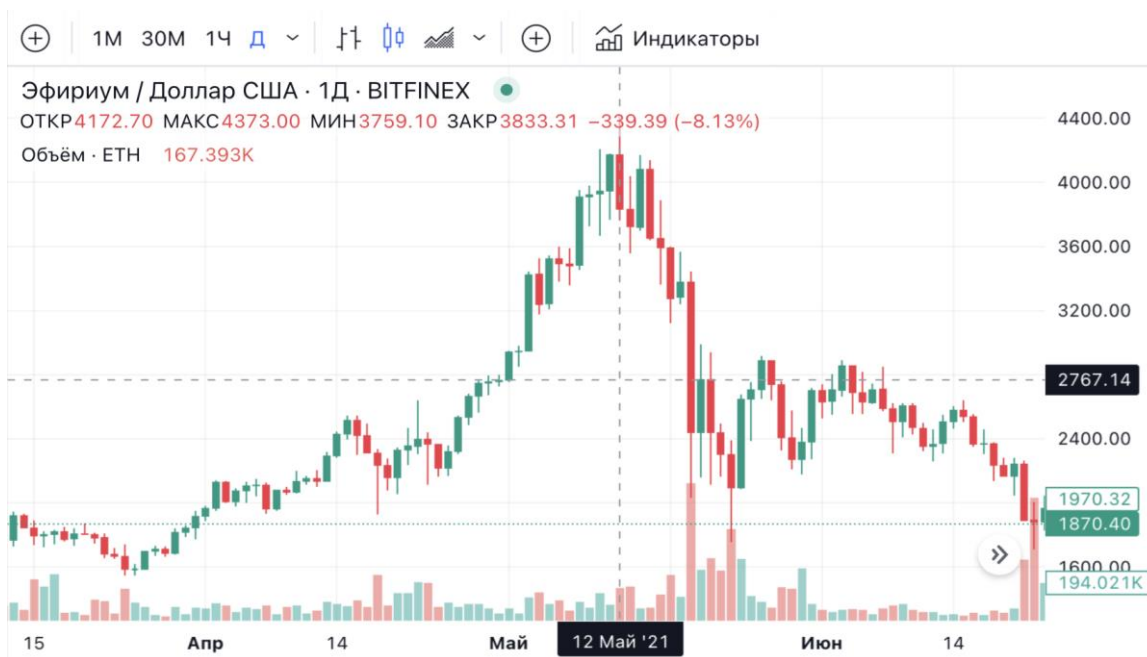 1М 30М 1Ч Д Индикаторы
Эфириум / Доллар США · 1Д · BITFINEX
ОТКР4172.70 МАКС4373.00 МИН3759.10 ЗАКР3833.31 −339.39 (−8.13%)
Объём · ETH 167.393K
4400.00
4000.00
3600.00
3200.00
2767.14
2400.00
1970.32
1870.40
1600.00
194.021K
15 Апр 14 Май 12 Май '21 Июн 14